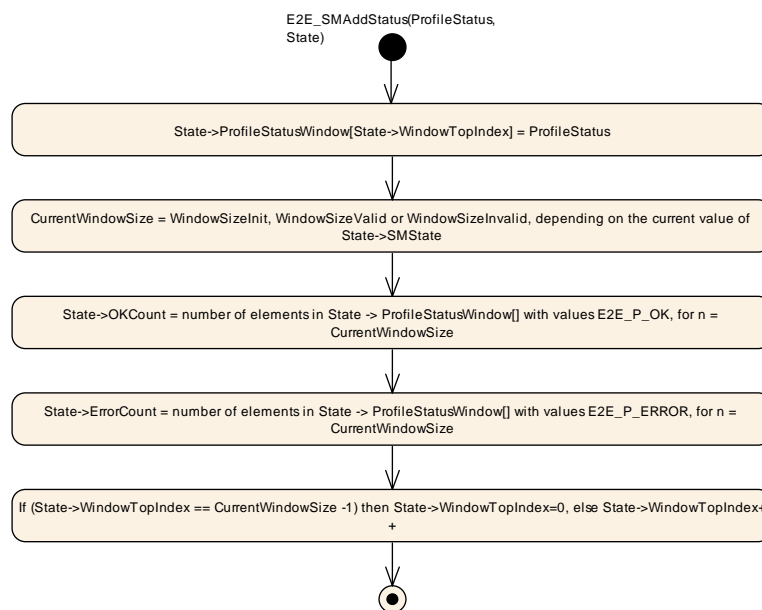 E2E_SMAddStatus(ProfileStatus,
State)
State->ProfileStatusWindow[State->WindowTopIndex] = ProfileStatus
CurrentWindowSize = WindowSizeInit, WindowSizeValid or WindowSizeInvalid, depending on the current value of
State->SMState
State->OKCount = number of elements in State -> ProfileStatusWindow[] with values E2E_P_OK, for n =
CurrentWindowSize
State->ErrorCount = number of elements in State -> ProfileStatusWindow[] with values E2E_P_ERROR, for n =
CurrentWindowSize
If (State->WindowTopIndex == CurrentWindowSize -1) then State->WindowTopIndex=0, else State->WindowTopIndex+
+